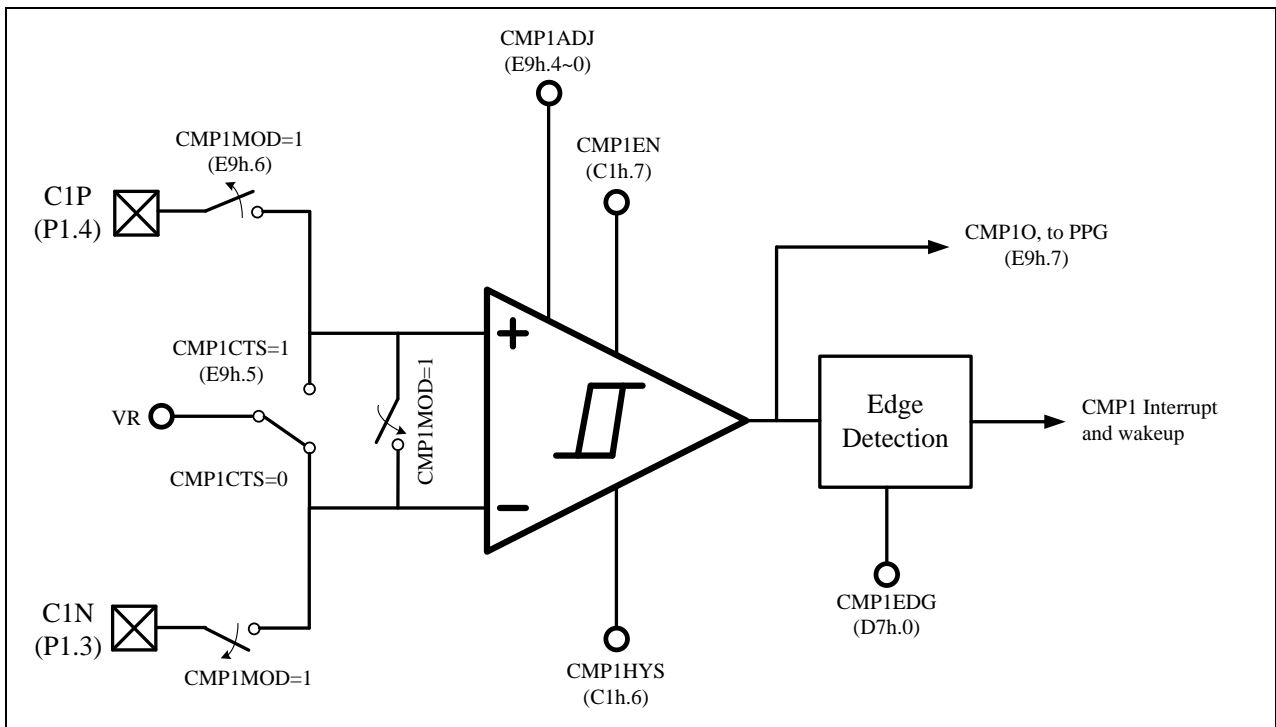 CMP1ADJ
(E9h.4~0)
CMP1MOD=1
(E9h.6)
CMP1EN
(C1h.7)
C1P
(P1.4)
CMP1O, to PPG
(E9h.7)
CMP1CTS=1
(E9h.5)
CMP1MOD=1
+
VR
Edge
Detection
CMP1 Interrupt
and wakeup
CMP1CTS=0
−
C1N
(P1.3)
CMP1MOD=1
CMP1EDG
(D7h.0)
CMP1HYS
(C1h.6)